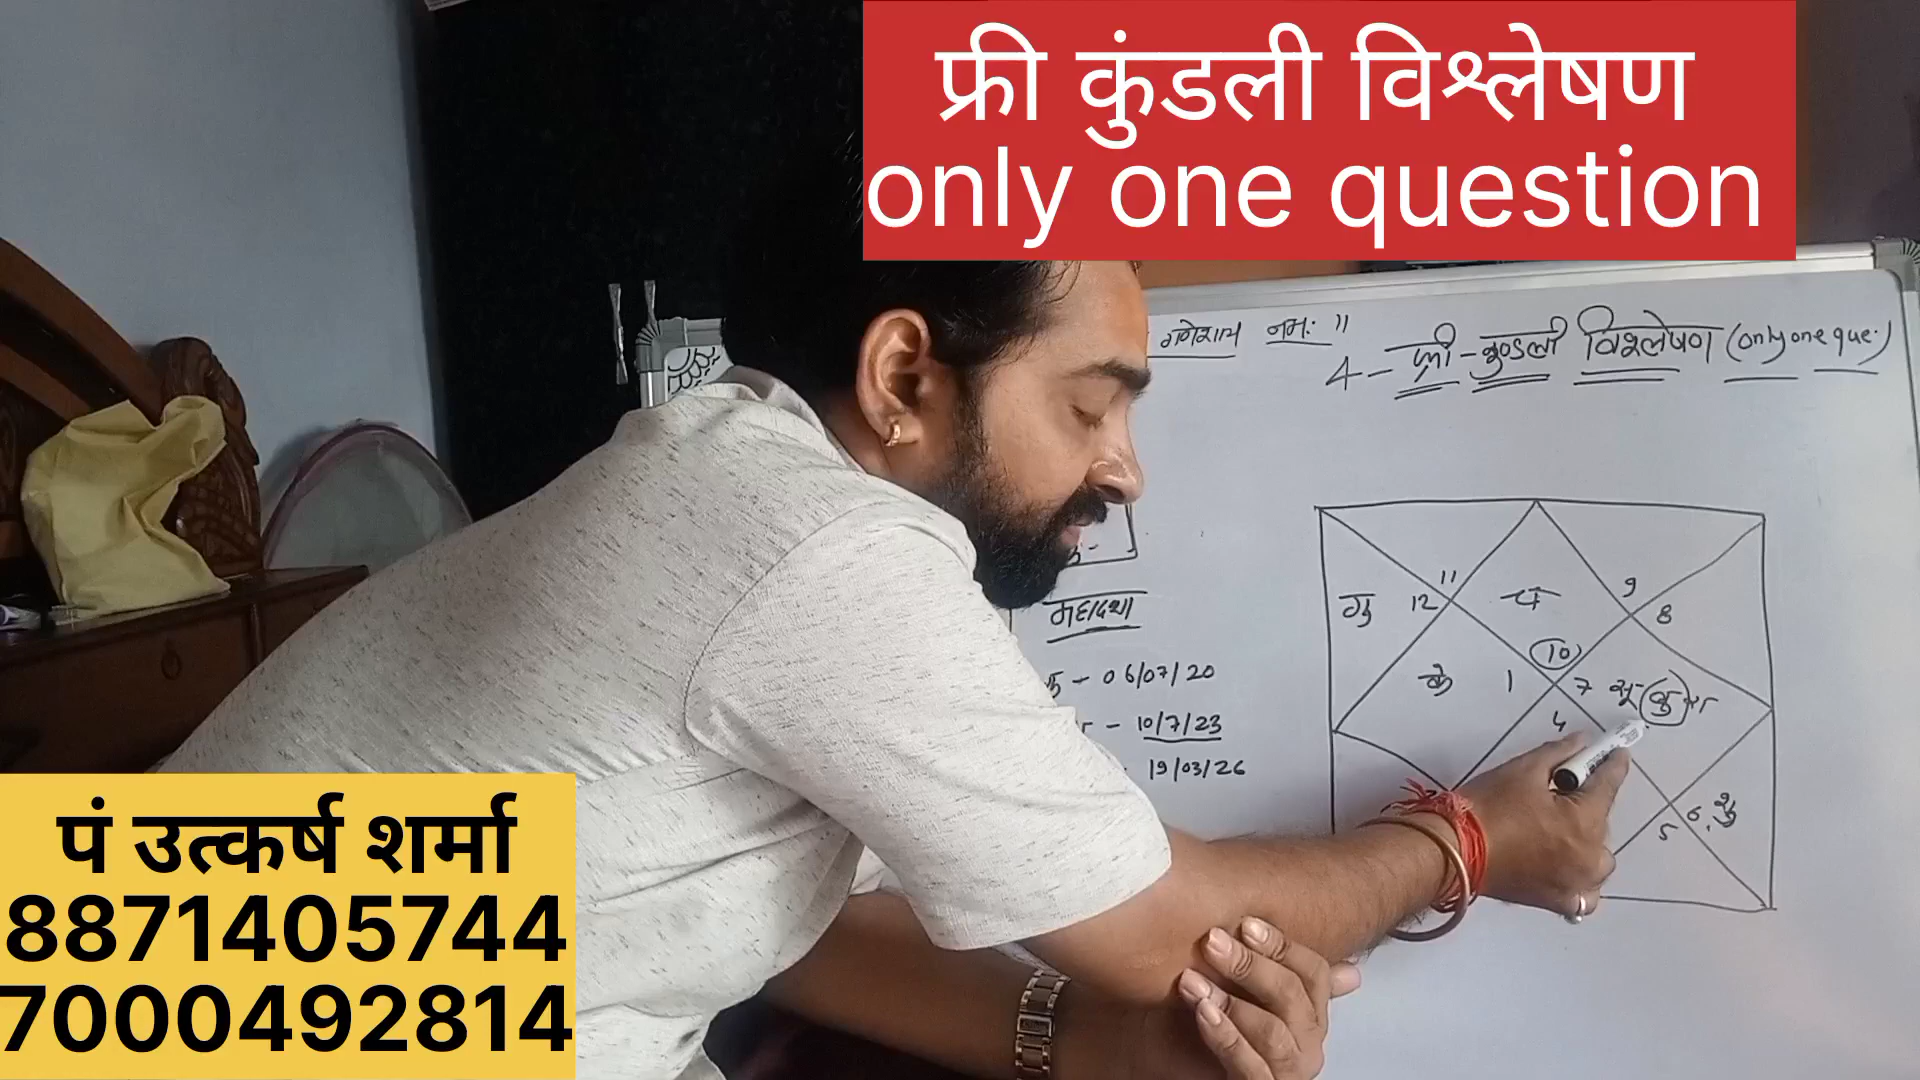 फ्री कुंडली विश्लेषण
only one question
गणेशाय नमः ॥
4 - फ्री - कुण्डली विश्लेषण (only one que.)
महादशा
- 06/07/20
- 10/7/23
19/03/26
11
9
गु 12
च
8
10
के 1
7 सू बु
4
6 शु
5
पं उत्कर्ष शर्मा
8871405744
7000492814